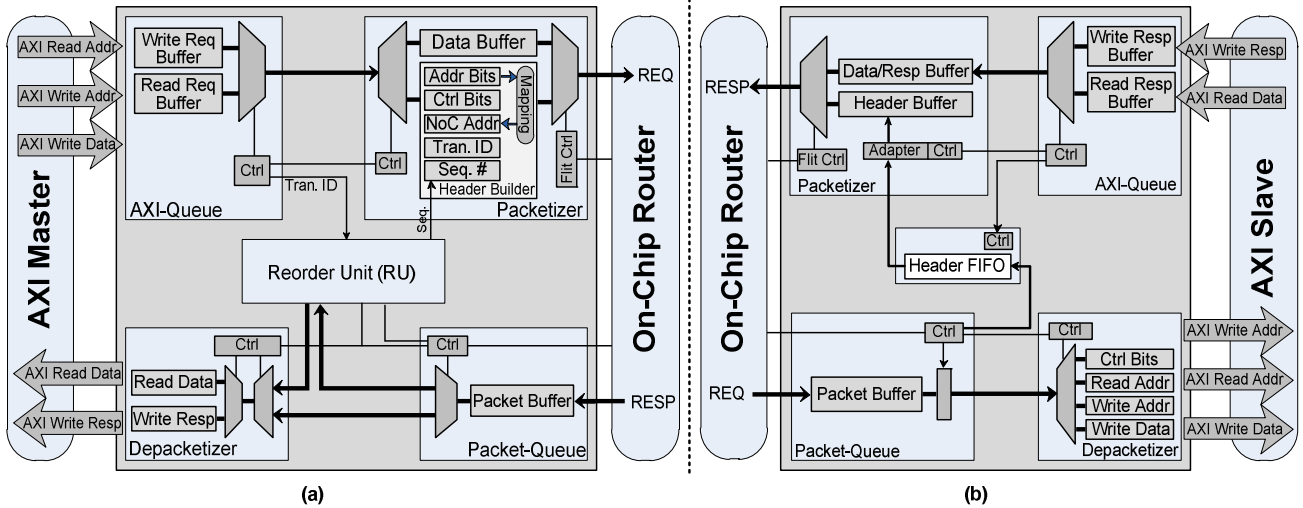 AXI Master
AXI Read Addr
AXI Write Addr
AXI Write Data
AXI Read Data
AXI Write Resp
Write Req
Buffer
Read Req
Buffer
Ctrl
Tran. ID
AXI-Queue
Data Buffer
Addr Bits
Ctrl Bits
NoC Addr
Tran. ID
Seq. #
Mapping
Header Builder
Ctrl
Flit Ctrl
Packetizer
Seq.
REQ
Reorder Unit (RU)
Ctrl
Read Data
Write Resp
Depacketizer
Ctrl
Packet Buffer
Packet-Queue
RESP
On-Chip Router
(a)
On-Chip Router
RESP
REQ
Data/Resp Buffer
Header Buffer
Adapter
Ctrl
Flit Ctrl
Packetizer
Write Resp
Buffer
Read Resp
Buffer
Ctrl
AXI-Queue
Ctrl
Header FIFO
Packet Buffer
Ctrl
Packet-Queue
Ctrl
Ctrl Bits
Read Addr
Write Addr
Write Data
Depacketizer
AXI Write Resp
AXI Read Data
AXI Write Addr
AXI Read Addr
AXI Write Data
AXI Slave
(b)